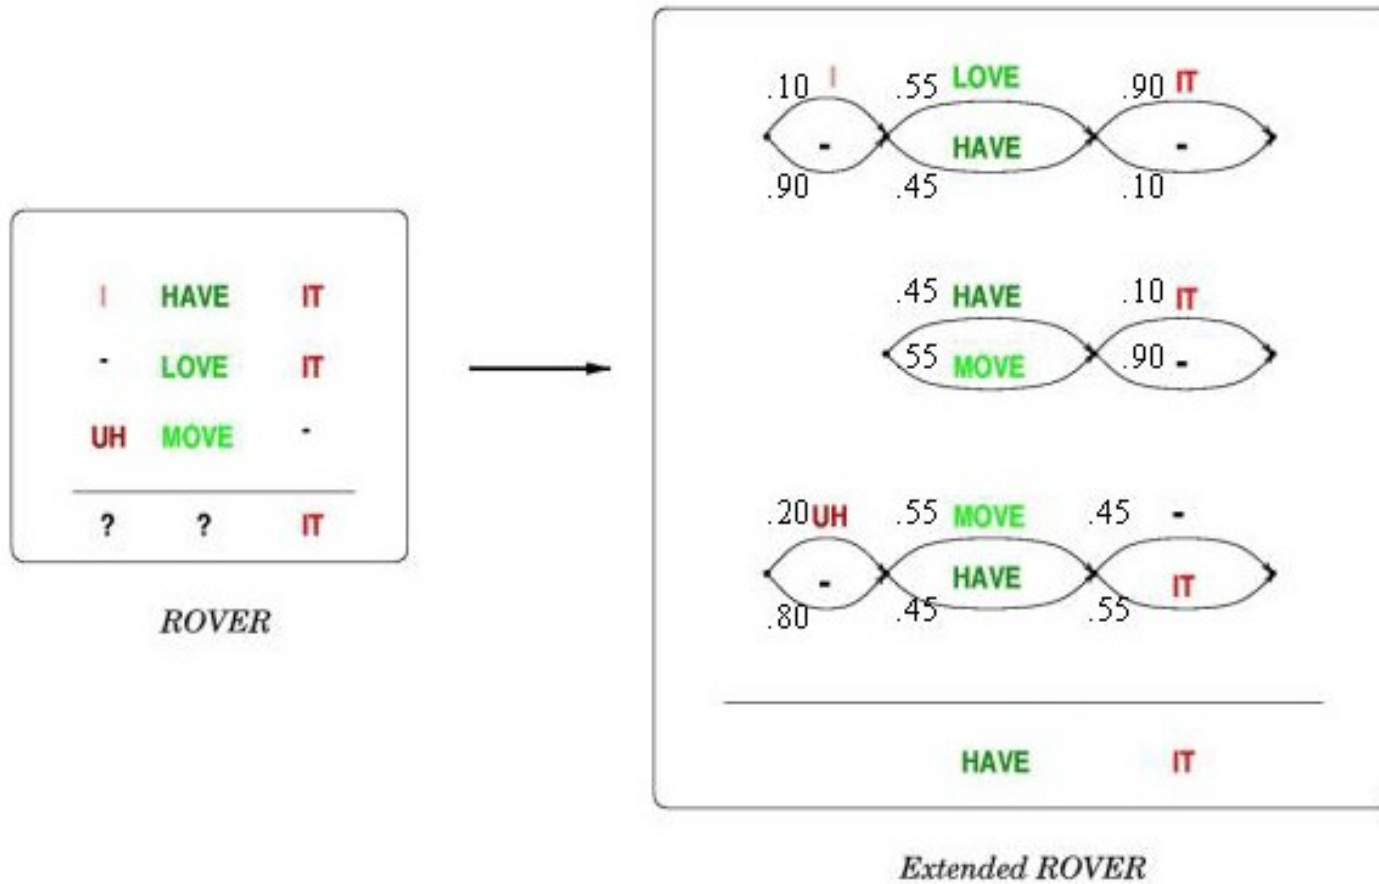 I HAVE IT
- LOVE IT
UH MOVE -
? ? IT
ROVER
.10 I .55 LOVE .90 IT
- HAVE -
.90 .45 .10
.45 HAVE .10 IT
.55 MOVE .90 -
.20 UH .55 MOVE .45 -
- HAVE IT
.80 .45 .55
HAVE IT
Extended ROVER